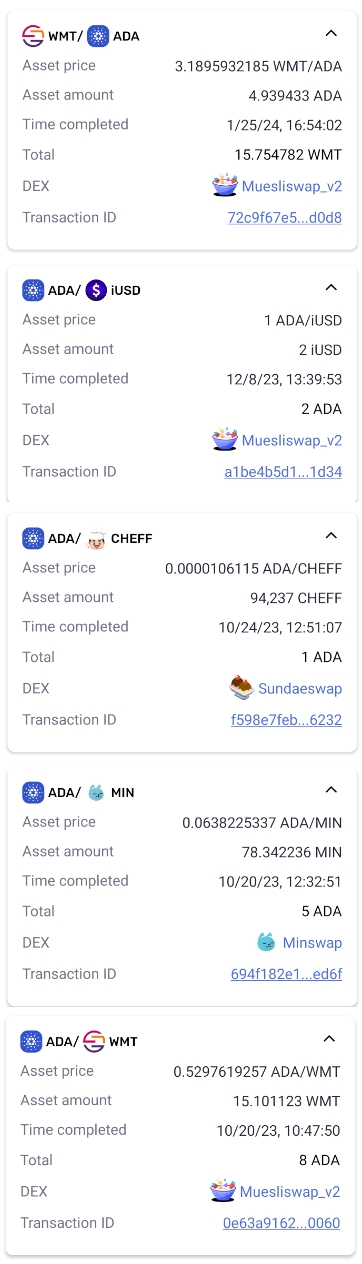 WMT/ ADA
Asset price 3.1895932185 WMT/ADA
Asset amount 4.939433 ADA
Time completed 1/25/24, 16:54:02
Total 15.754782 WMT
DEX Muesliswap_v2
Transaction ID 72c9f67e5...d0d8
ADA/ iUSD
Asset price 1 ADA/iUSD
Asset amount 2 iUSD
Time completed 12/8/23, 13:39:53
Total 2 ADA
DEX Muesliswap_v2
Transaction ID a1be4b5d1...1d34
ADA/ CHEFF
Asset price 0.0000106115 ADA/CHEFF
Asset amount 94,237 CHEFF
Time completed 10/24/23, 12:51:07
Total 1 ADA
DEX Sundaeswap
Transaction ID f598e7feb...6232
ADA/ MIN
Asset price 0.0638225337 ADA/MIN
Asset amount 78.342236 MIN
Time completed 10/20/23, 12:32:51
Total 5 ADA
DEX Minswap
Transaction ID 694f182e1...ed6f
ADA/ WMT
Asset price 0.5297619257 ADA/WMT
Asset amount 15.101123 WMT
Time completed 10/20/23, 10:47:50
Total 8 ADA
DEX Muesliswap_v2
Transaction ID 0e63a9162...0060